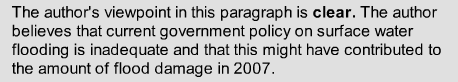 The author's viewpoint in this paragraph is clear. The author
believes that current government policy on surface water
flooding is inadequate and that this might have contributed to
the amount of flood damage in 2007.